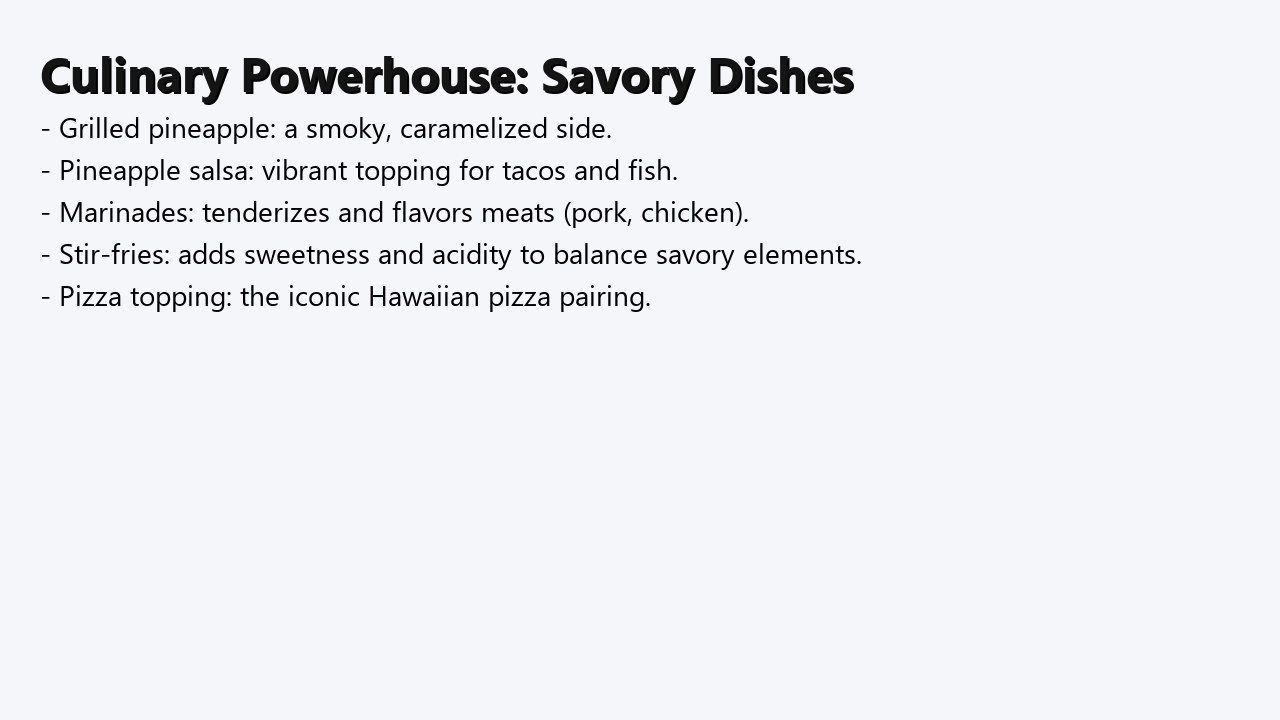 Culinary Powerhouse: Savory Dishes
- Grilled pineapple: a smoky, caramelized side.
- Pineapple salsa: vibrant topping for tacos and fish.
- Marinades: tenderizes and flavors meats (pork, chicken).
- Stir-fries: adds sweetness and acidity to balance savory elements.
- Pizza topping: the iconic Hawaiian pizza pairing.